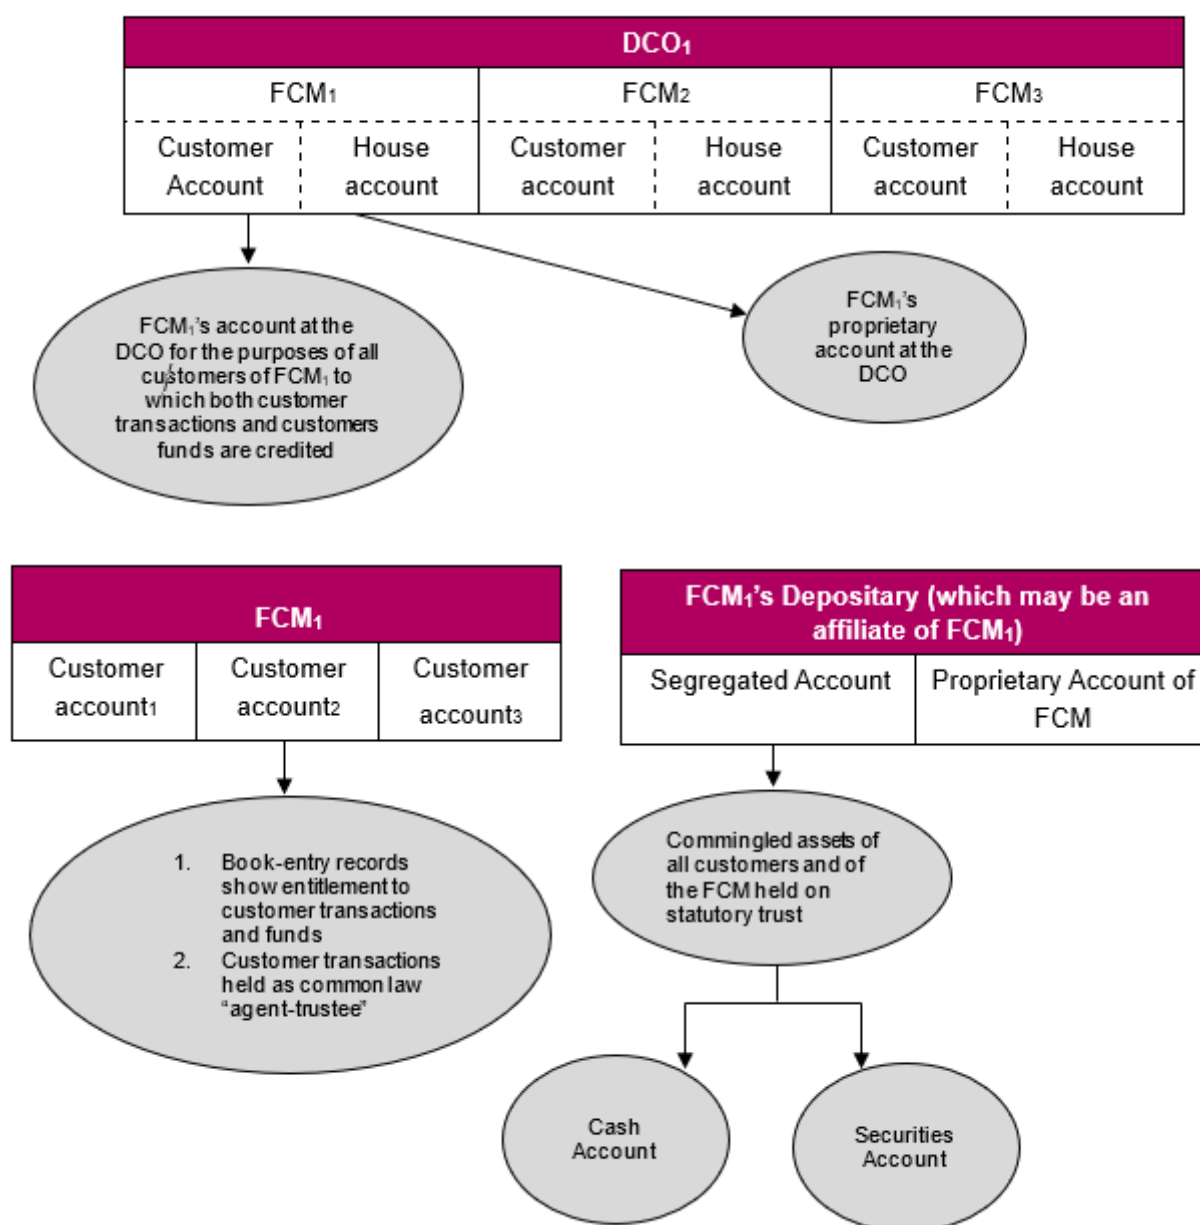 DCO₁
FCM₁
FCM₂
FCM₃
Customer
Account
House
account
Customer
account
House
account
Customer
account
House
account
FCM₁'s account at the
DCO for the purposes of all
customers of FCM₁ to
which both customer
transactions and customers
funds are credited
FCM₁'s
proprietary
account at the
DCO
FCM₁
Customer
account₁
Customer
account₂
Customer
account₃
1. Book-entry records
show entitlement to
customer transactions
and funds
2. Customer transactions
held as common law
"agent-trustee"
FCM₁'s Depositary (which may be an
affiliate of FCM₁)
Segregated Account
Proprietary Account of
FCM
Commingled assets of
all customers and of
the FCM held on
statutory trust
Cash
Account
Securities
Account